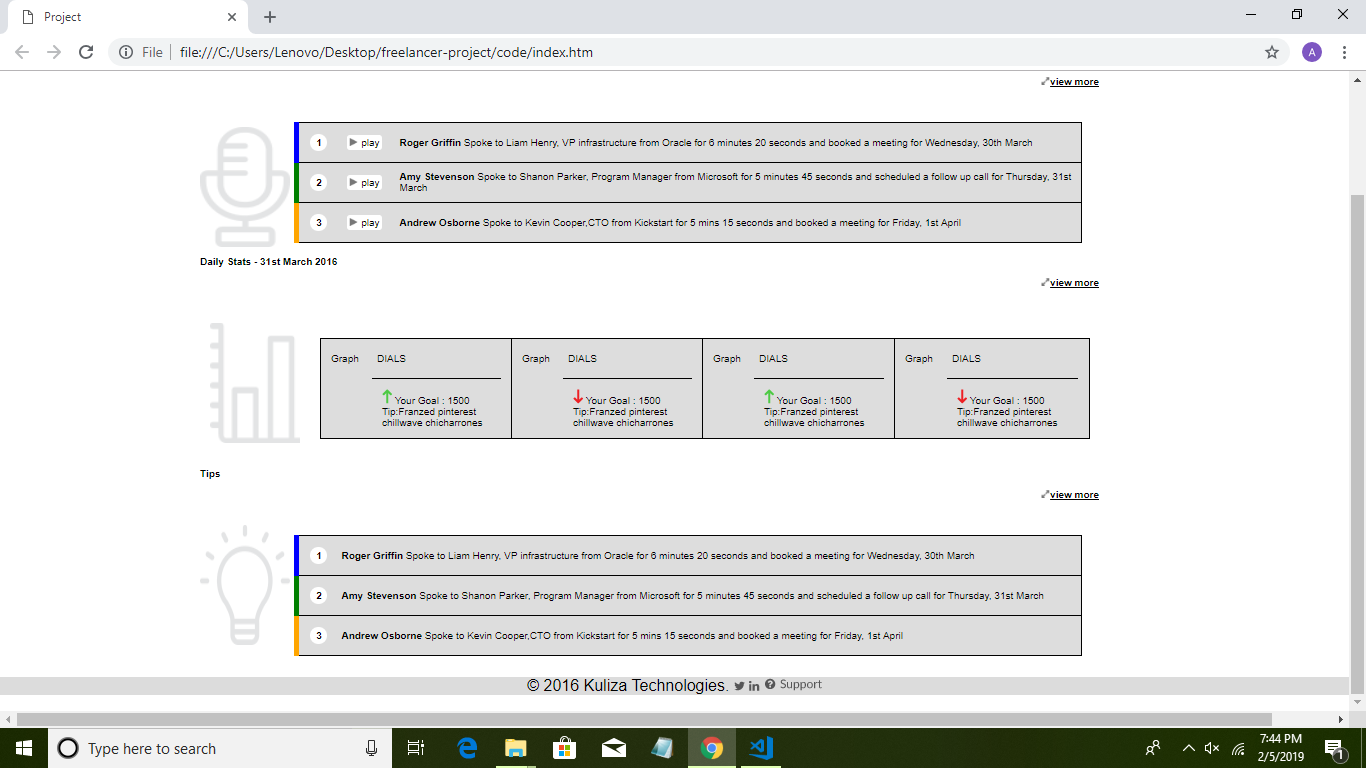 Project
File
file:///C:/Users/Lenovo/Desktop/freelancer-project/code/index.htm
A
view more
1 play Roger Griffin Spoke to Liam Henry, VP infrastructure from Oracle for 6 minutes 20 seconds and booked a meeting for Wednesday, 30th March
2 play Amy Stevenson Spoke to Shanon Parker, Program Manager from Microsoft for 5 minutes 45 seconds and scheduled a follow up call for Thursday, 31st
March
3 play Andrew Osborne Spoke to Kevin Cooper,CTO from Kickstart for 5 mins 15 seconds and booked a meeting for Friday, 1st April
Daily Stats - 31st March 2016
view more
Graph DIALS
Your Goal : 1500
Tip:Franzed pinterest
chillwave chicharrones
Graph DIALS
Your Goal : 1500
Tip:Franzed pinterest
chillwave chicharrones
Graph DIALS
Your Goal : 1500
Tip:Franzed pinterest
chillwave chicharrones
Graph DIALS
Your Goal : 1500
Tip:Franzed pinterest
chillwave chicharrones
Tips
view more
1 Roger Griffin Spoke to Liam Henry, VP infrastructure from Oracle for 6 minutes 20 seconds and booked a meeting for Wednesday, 30th March
2 Amy Stevenson Spoke to Shanon Parker, Program Manager from Microsoft for 5 minutes 45 seconds and scheduled a follow up call for Thursday, 31st March
3 Andrew Osborne Spoke to Kevin Cooper,CTO from Kickstart for 5 mins 15 seconds and booked a meeting for Friday, 1st April
© 2016 Kuliza Technologies. in ? Support
Type here to search
7:44 PM
2/5/2019
1